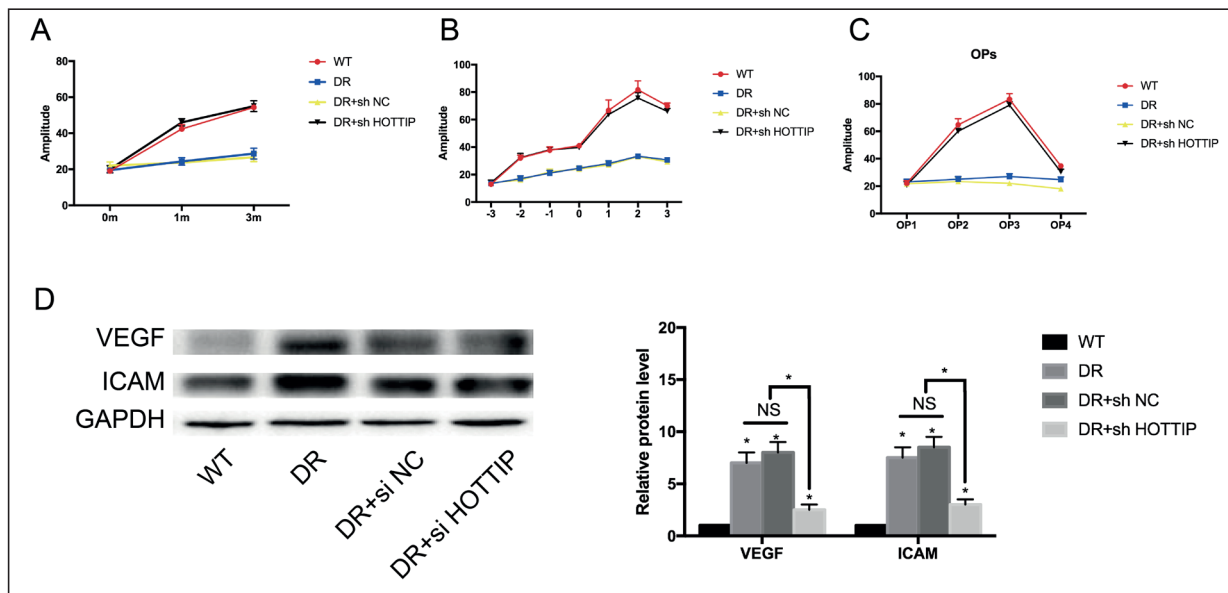 A
80
60
40
20
0
Amplitude
0m 1m 3m
WT
DR
DR+sh NC
DR+sh HOTTIP
B
100
80
60
40
20
0
Amplitude
-3 -2 -1 0 1 2 3
WT
DR
DR+sh NC
DR+sh HOTTIP
C
OPs
100
80
60
40
20
0
Amplitude
OP1 OP2 OP3 OP4
WT
DR
DR+sh NC
DR+sh HOTTIP
D
VEGF
ICAM
GAPDH
WT
DR
DR+si NC
DR+si HOTTIP
20
15
10
5
0
Relative protein level
* *
NS
*
*
* *
NS
*
*
VEGF ICAM
WT
DR
DR+sh NC
DR+sh HOTTIP